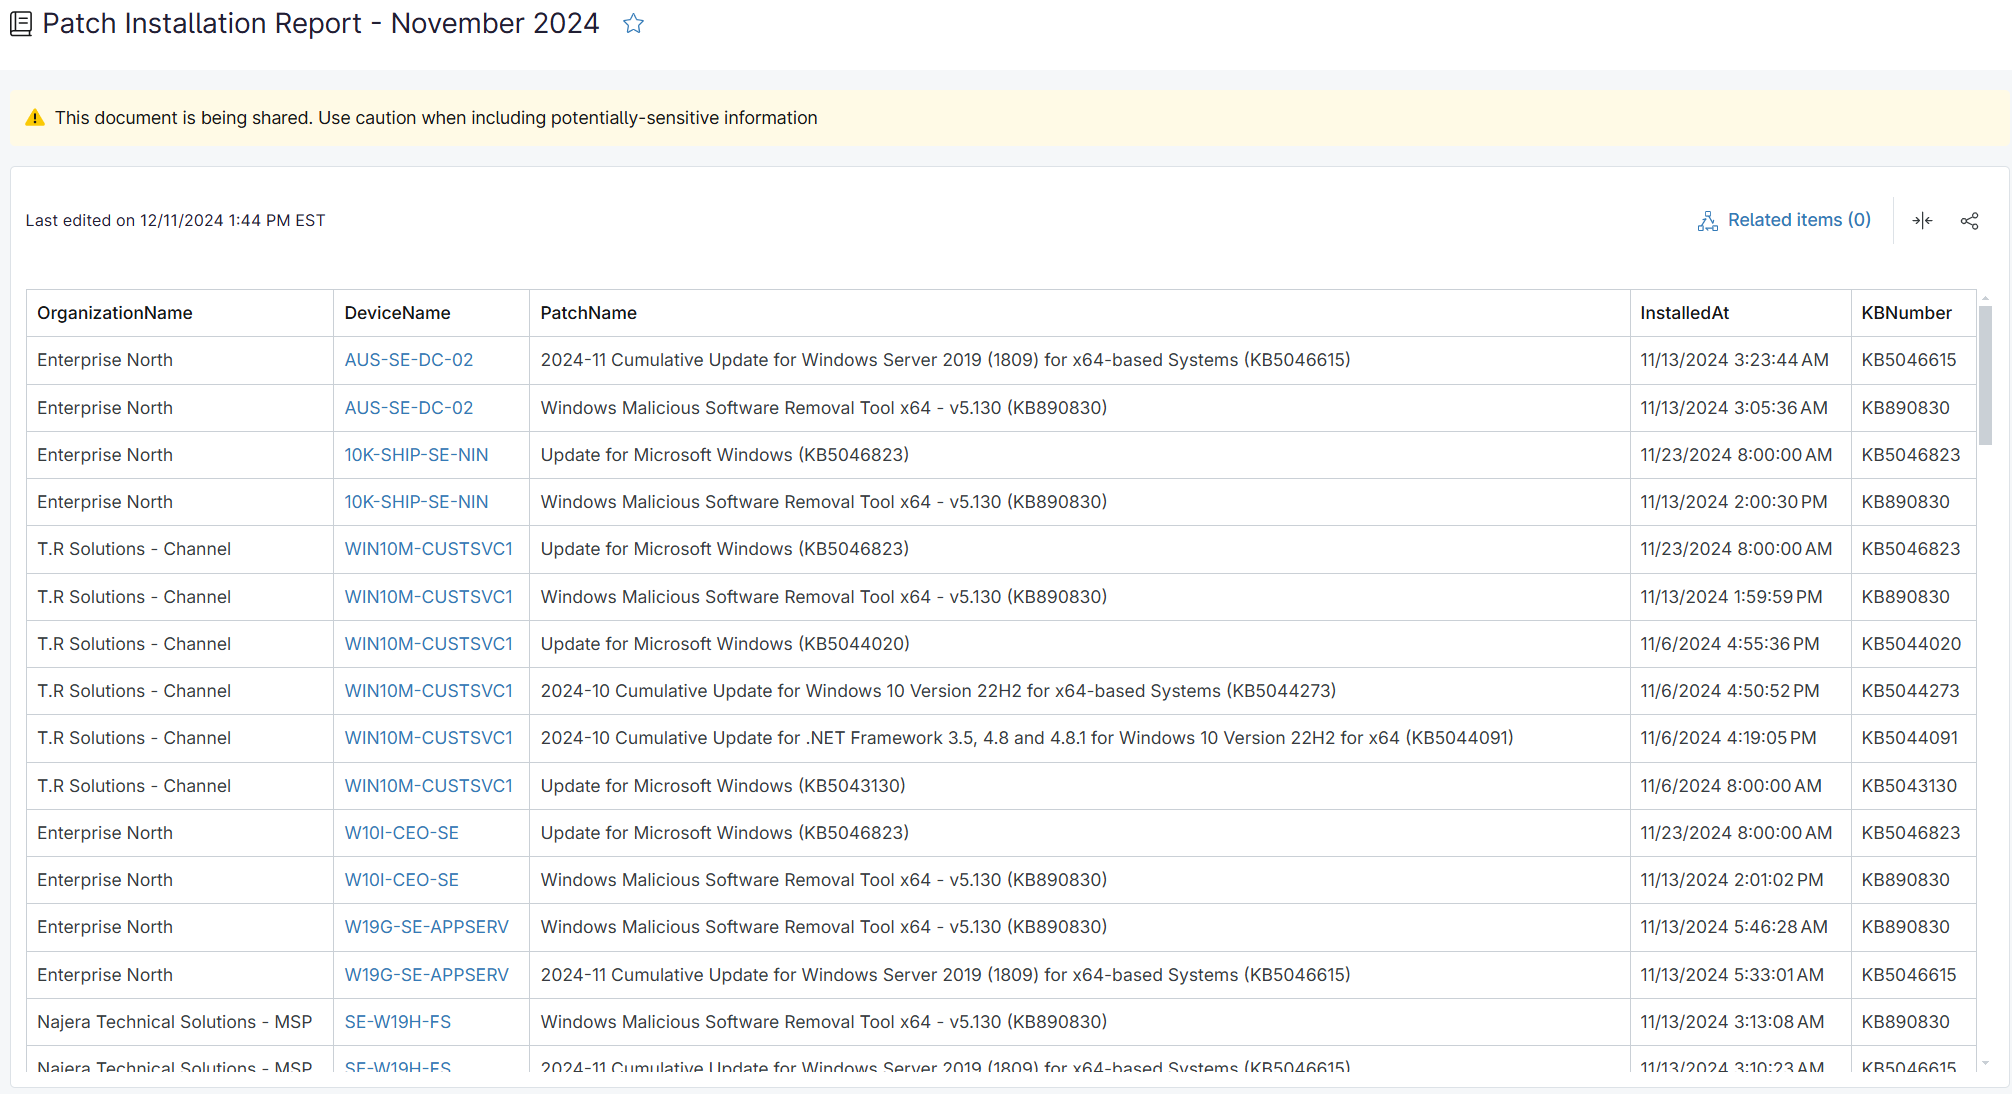 Patch Installation Report - November 2024
This document is being shared. Use caution when including potentially-sensitive information
Last edited on 12/11/2024 1:44 PM EST
Related items (0)
OrganizationName DeviceName PatchName InstalledAt KBNumber
Enterprise North AUS-SE-DC-02 2024-11 Cumulative Update for Windows Server 2019 (1809) for x64-based Systems (KB5046615) 11/13/2024 3:23:44 AM KB5046615
Enterprise North AUS-SE-DC-02 Windows Malicious Software Removal Tool x64 - v5.130 (KB890830) 11/13/2024 3:05:36 AM KB890830
Enterprise North 10K-SHIP-SE-NIN Update for Microsoft Windows (KB5046823) 11/23/2024 8:00:00 AM KB5046823
Enterprise North 10K-SHIP-SE-NIN Windows Malicious Software Removal Tool x64 - v5.130 (KB890830) 11/13/2024 2:00:30 PM KB890830
T.R Solutions - Channel WIN10M-CUSTSVC1 Update for Microsoft Windows (KB5046823) 11/23/2024 8:00:00 AM KB5046823
T.R Solutions - Channel WIN10M-CUSTSVC1 Windows Malicious Software Removal Tool x64 - v5.130 (KB890830) 11/13/2024 1:59:59 PM KB890830
T.R Solutions - Channel WIN10M-CUSTSVC1 Update for Microsoft Windows (KB5044020) 11/6/2024 4:55:36 PM KB5044020
T.R Solutions - Channel WIN10M-CUSTSVC1 2024-10 Cumulative Update for Windows 10 Version 22H2 for x64-based Systems (KB5044273) 11/6/2024 4:50:52 PM KB5044273
T.R Solutions - Channel WIN10M-CUSTSVC1 2024-10 Cumulative Update for .NET Framework 3.5, 4.8 and 4.8.1 for Windows 10 Version 22H2 for x64 (KB5044091) 11/6/2024 4:19:05 PM KB5044091
T.R Solutions - Channel WIN10M-CUSTSVC1 Update for Microsoft Windows (KB5043130) 11/6/2024 8:00:00 AM KB5043130
Enterprise North W10I-CEO-SE Update for Microsoft Windows (KB5046823) 11/23/2024 8:00:00 AM KB5046823
Enterprise North W10I-CEO-SE Windows Malicious Software Removal Tool x64 - v5.130 (KB890830) 11/13/2024 2:01:02 PM KB890830
Enterprise North W19G-SE-APPSERV Windows Malicious Software Removal Tool x64 - v5.130 (KB890830) 11/13/2024 5:46:28 AM KB890830
Enterprise North W19G-SE-APPSERV 2024-11 Cumulative Update for Windows Server 2019 (1809) for x64-based Systems (KB5046615) 11/13/2024 5:33:01 AM KB5046615
Najera Technical Solutions - MSP SE-W19H-FS Windows Malicious Software Removal Tool x64 - v5.130 (KB890830) 11/13/2024 3:13:08 AM KB890830
Najera Technical Solutions - MSP SE-W19H-FS 2024-11 Cumulative Update for Windows Server 2019 (1809) for x64-based Systems (KB5046615) 11/13/2024 3:10:23 AM KB5046615